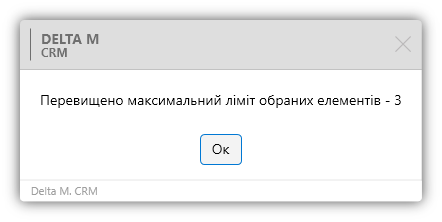 DELTA M
CRM
Перевищено максимальний ліміт обраних елементів - 3
Ок
Delta M. CRM